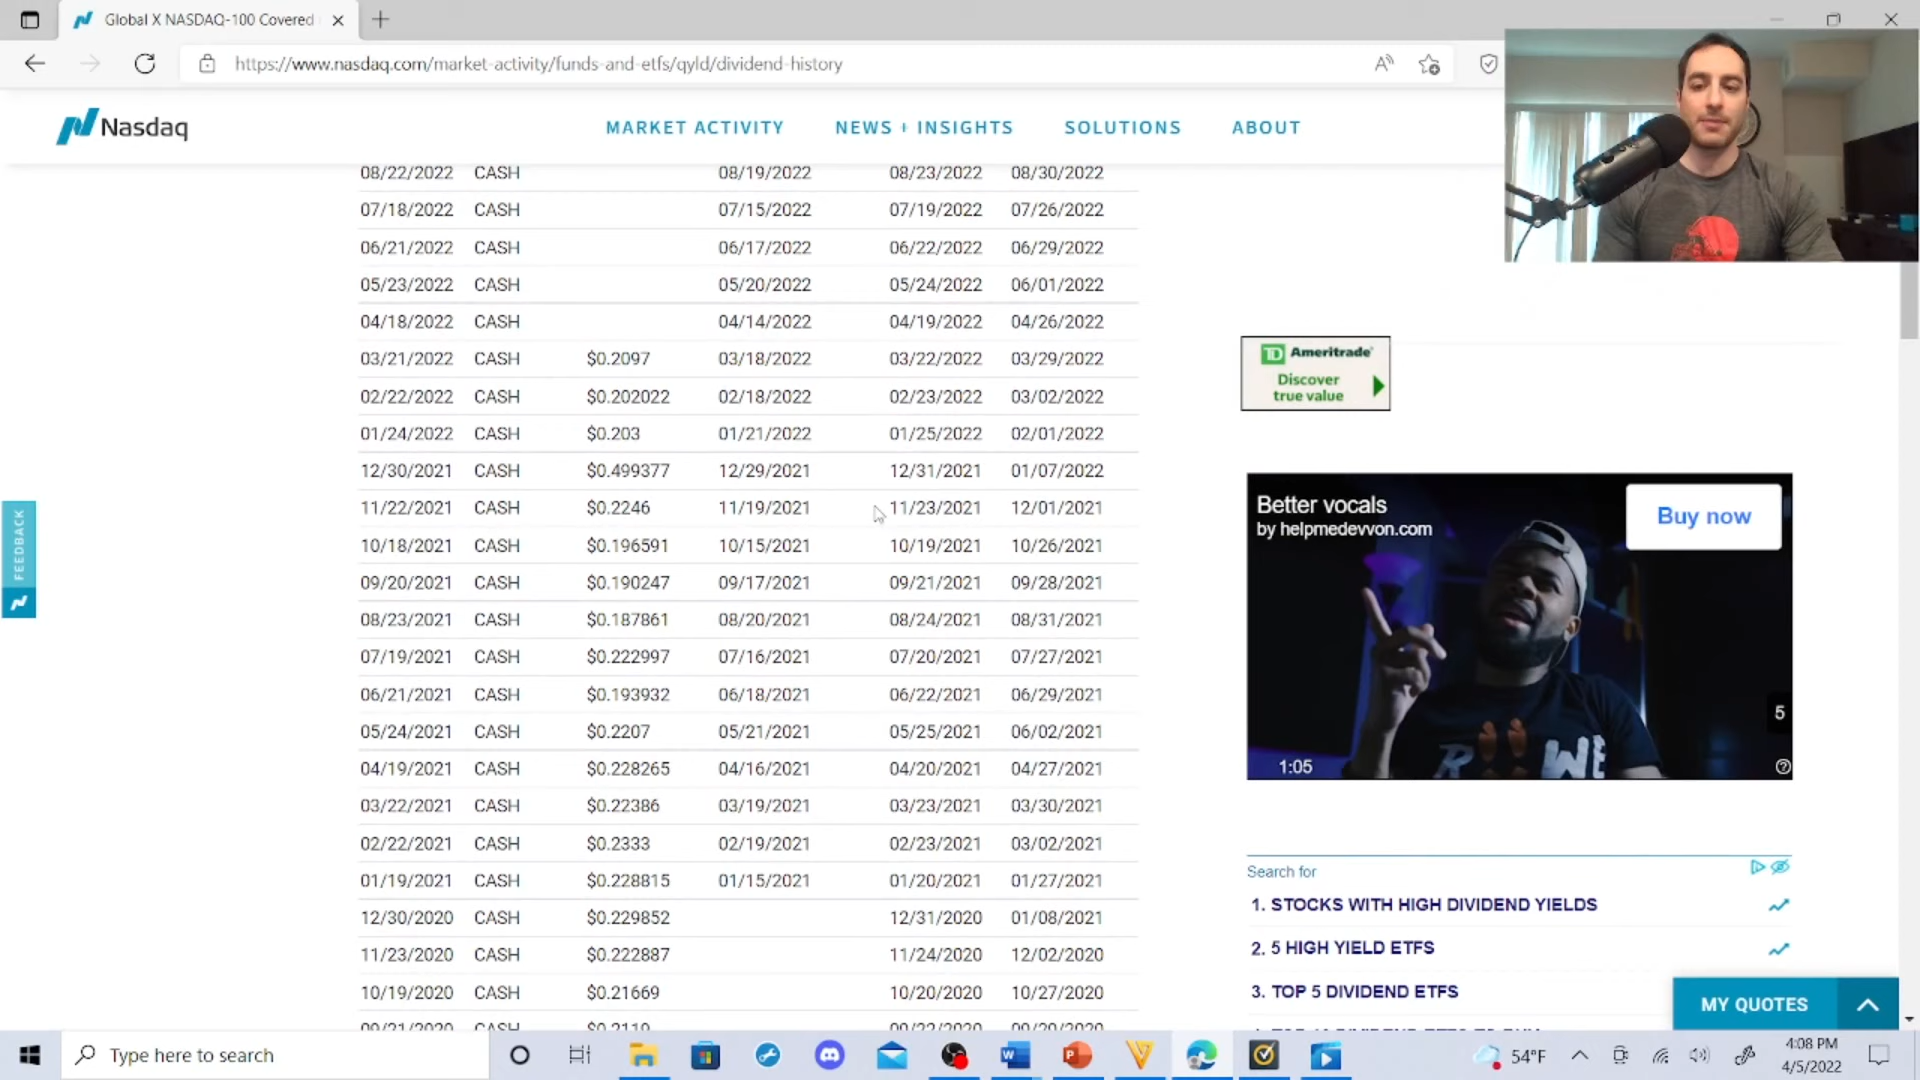 Global X NASDAQ-100 Covered
https://www.nasdaq.com/market-activity/funds-and-etfs/qyld/dividend-history
Nasdaq
MARKET ACTIVITY NEWS + INSIGHTS SOLUTIONS ABOUT
08/22/2022 CASH 08/19/2022 08/23/2022 08/30/2022
07/18/2022 CASH 07/15/2022 07/19/2022 07/26/2022
06/21/2022 CASH 06/17/2022 06/22/2022 06/29/2022
05/23/2022 CASH 05/20/2022 05/24/2022 06/01/2022
04/18/2022 CASH 04/14/2022 04/19/2022 04/26/2022
03/21/2022 CASH $0.2097 03/18/2022 03/22/2022 03/29/2022
02/22/2022 CASH $0.202022 02/18/2022 02/23/2022 03/02/2022
01/24/2022 CASH $0.203 01/21/2022 01/25/2022 02/01/2022
12/30/2021 CASH $0.499377 12/29/2021 12/31/2021 01/07/2022
11/22/2021 CASH $0.2246 11/19/2021 11/23/2021 12/01/2021
10/18/2021 CASH $0.196591 10/15/2021 10/19/2021 10/26/2021
09/20/2021 CASH $0.190247 09/17/2021 09/21/2021 09/28/2021
08/23/2021 CASH $0.187861 08/20/2021 08/24/2021 08/31/2021
07/19/2021 CASH $0.222997 07/16/2021 07/20/2021 07/27/2021
06/21/2021 CASH $0.193932 06/18/2021 06/22/2021 06/29/2021
05/24/2021 CASH $0.2207 05/21/2021 05/25/2021 06/02/2021
04/19/2021 CASH $0.228265 04/16/2021 04/20/2021 04/27/2021
03/22/2021 CASH $0.22386 03/19/2021 03/23/2021 03/30/2021
02/22/2021 CASH $0.2333 02/19/2021 02/23/2021 03/02/2021
01/19/2021 CASH $0.228815 01/15/2021 01/20/2021 01/27/2021
12/30/2020 CASH $0.229852 12/31/2020 01/08/2021
11/23/2020 CASH $0.222887 11/24/2020 12/02/2020
10/19/2020 CASH $0.21669 10/20/2020 10/27/2020
FEEDBACK
TD Ameritrade
Discover
true value
Better vocals
by helpmedevvon.com
Buy now
5
1:05
Search for
1. STOCKS WITH HIGH DIVIDEND YIELDS
2. 5 HIGH YIELD ETFS
3. TOP 5 DIVIDEND ETFS
MY QUOTES
Type here to search
54°F
4:08 PM
4/5/2022